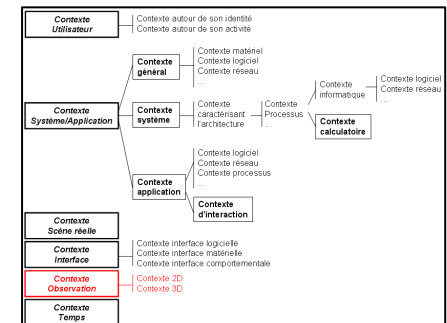 Contexte
Utilisateur
Contexte autour de son identité
Contexte autour de son activité
Contexte
Système/Application
Contexte
général
Contexte matériel
Contexte logiciel
Contexte réseau
...
Contexte
système
Contexte
caractérisant
l'architecture
Contexte
Processus
...
Contexte
informatique
Contexte logiciel
Contexte réseau
...
Contexte
calculatoire
Contexte
application
Contexte logiciel
Contexte réseau
Contexte processus
...
Contexte
d'interaction
Contexte
Scène réelle
Contexte
Interface
Contexte interface logicielle
Contexte interface matérielle
Contexte interface comportementale
Contexte
Observation
Contexte 2D
Contexte 3D
Contexte
Temps